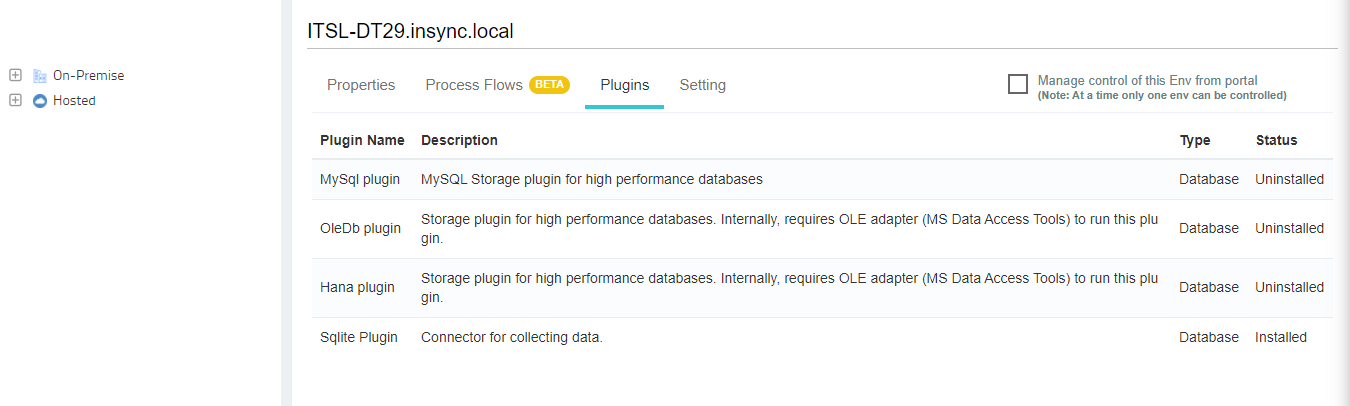 ITSL-DT29.insync.local
On-Premise
Hosted
Properties Process Flows BETA Plugins Setting
Manage control of this Env from portal
(Note: At a time only one env can be controlled)
Plugin Name Description Type Status
MySql plugin MySQL Storage plugin for high performance databases Database Uninstalled
OleDb plugin Storage plugin for high performance databases. Internally, requires OLE adapter (MS Data Access Tools) to run this plu
gin. Database Uninstalled
Hana plugin Storage plugin for high performance databases. Internally, requires OLE adapter (MS Data Access Tools) to run this plu
gin. Database Uninstalled
Sqlite Plugin Connector for collecting data. Database Installed